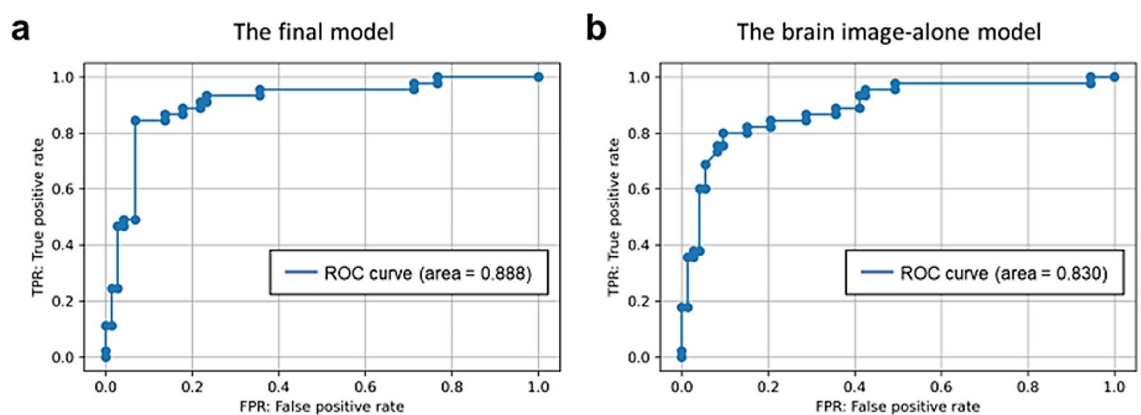 a
The final model
1.0
0.8
0.6
0.4
0.2
0.0
TPR: True positive rate
ROC curve (area = 0.888)
0.0 0.2 0.4 0.6 0.8 1.0
FPR: False positive rate
b
The brain image-alone model
1.0
0.8
0.6
0.4
0.2
0.0
TPR: True positive rate
ROC curve (area = 0.830)
0.0 0.2 0.4 0.6 0.8 1.0
FPR: False positive rate